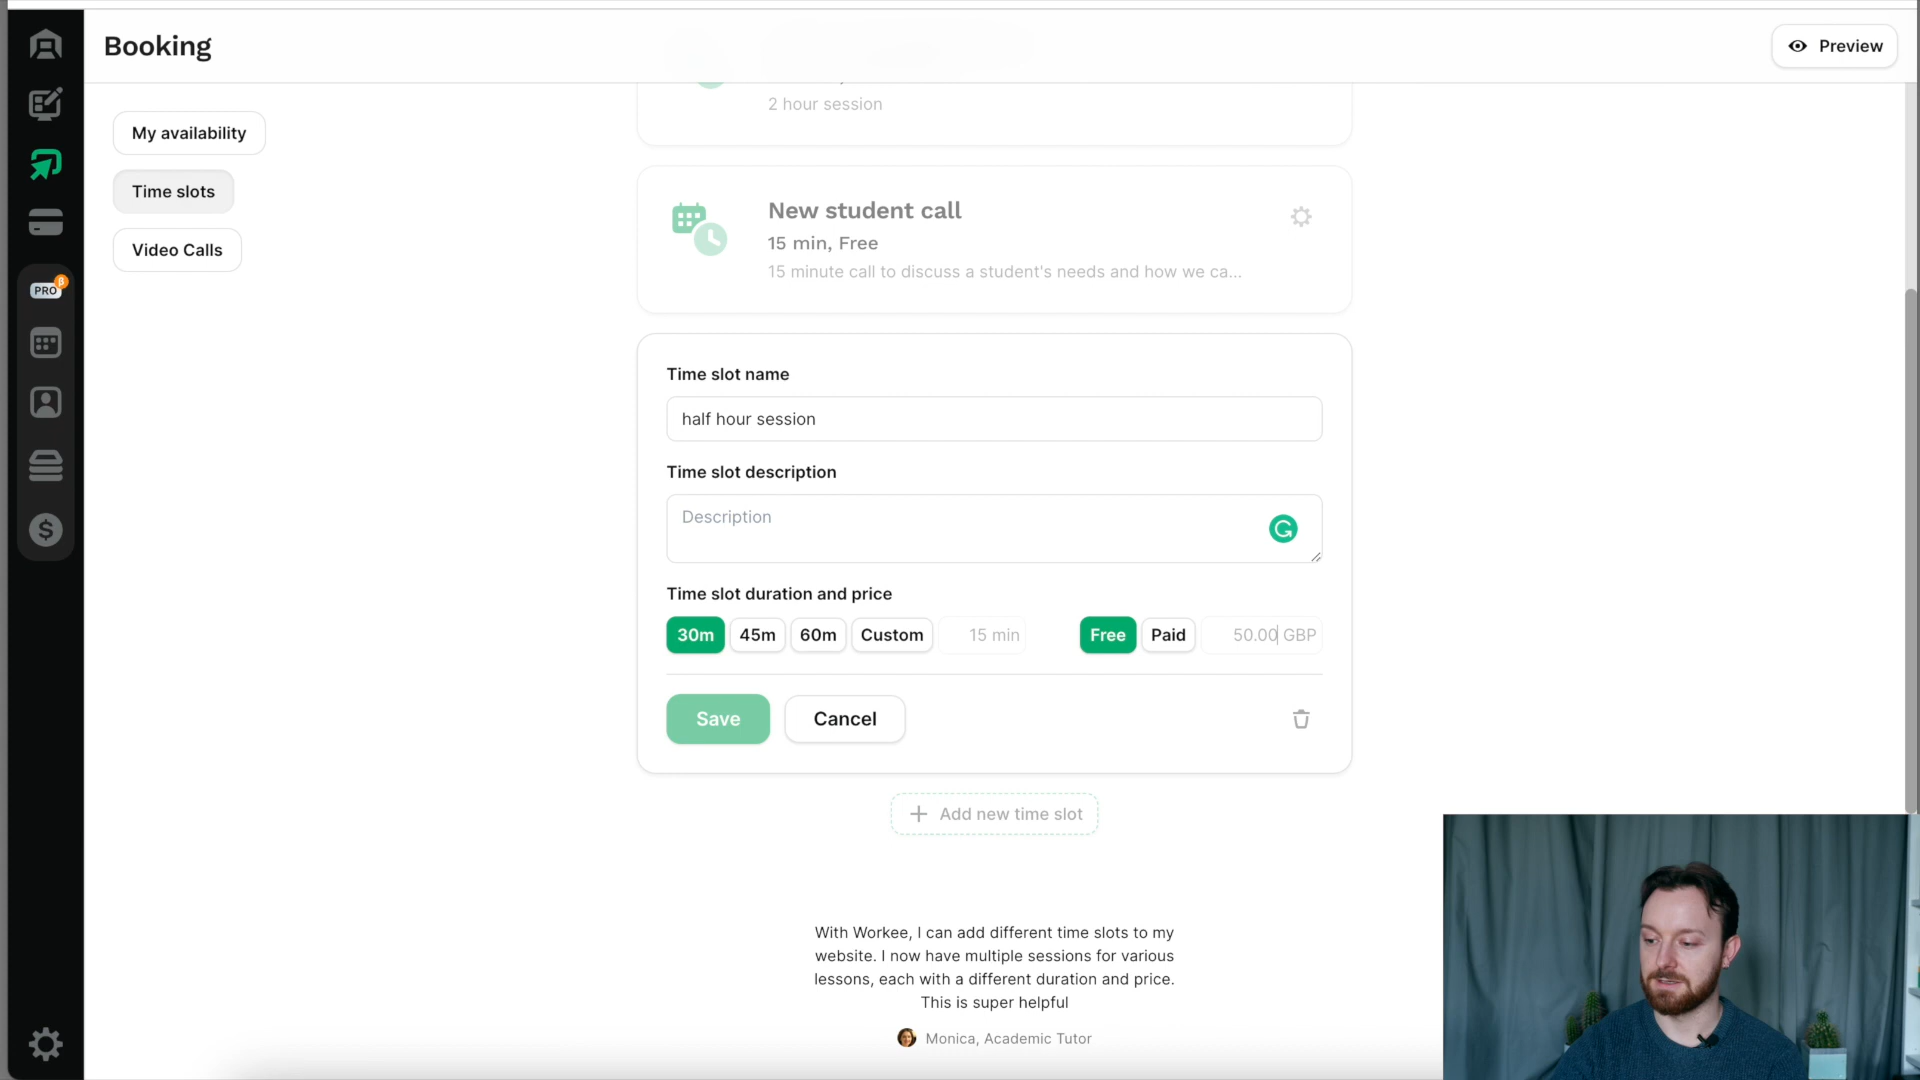 Booking
Preview
My availability
Time slots
Video Calls
PRO
β
2 hour session
New student call
15 min, Free
15 minute call to discuss a student's needs and how we ca...
Time slot name
half hour session
Time slot description
Description
Time slot duration and price
30m 45m 60m Custom 15 min Free Paid 50.00 GBP
Save Cancel
+ Add new time slot
With Workee, I can add different time slots to my
website. I now have multiple sessions for various
lessons, each with a different duration and price.
This is super helpful
Monica, Academic Tutor